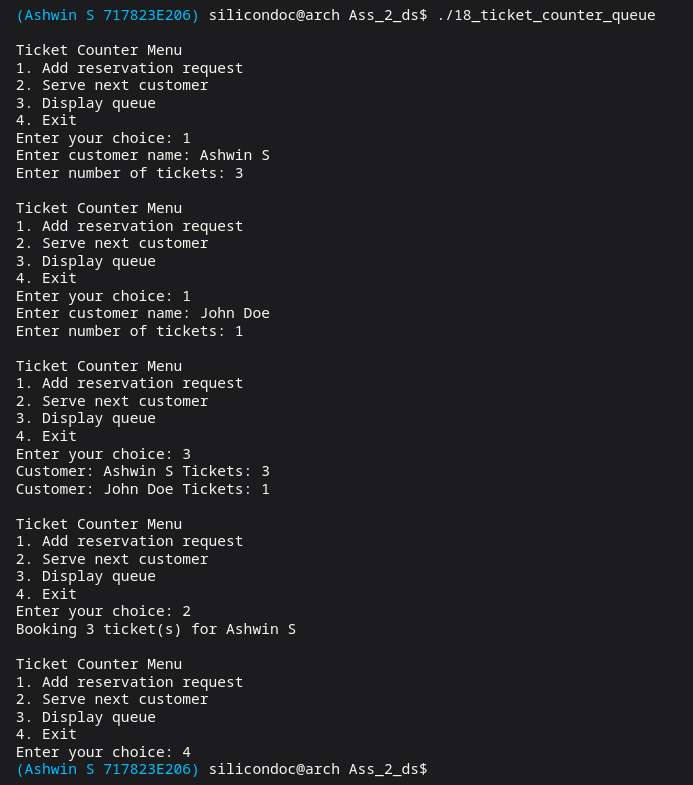 (Ashwin S 717823E206) silicondoc@arch Ass_2_ds$ ./18_ticket_counter_queue
Ticket Counter Menu
1. Add reservation request
2. Serve next customer
3. Display queue
4. Exit
Enter your choice: 1
Enter customer name: Ashwin S
Enter number of tickets: 3
Ticket Counter Menu
1. Add reservation request
2. Serve next customer
3. Display queue
4. Exit
Enter your choice: 1
Enter customer name: John Doe
Enter number of tickets: 1
Ticket Counter Menu
1. Add reservation request
2. Serve next customer
3. Display queue
4. Exit
Enter your choice: 3
Customer: Ashwin S Tickets: 3
Customer: John Doe Tickets: 1
Ticket Counter Menu
1. Add reservation request
2. Serve next customer
3. Display queue
4. Exit
Enter your choice: 2
Booking 3 ticket(s) for Ashwin S
Ticket Counter Menu
1. Add reservation request
2. Serve next customer
3. Display queue
4. Exit
Enter your choice: 4
(Ashwin S 717823E206) silicondoc@arch Ass_2_ds$